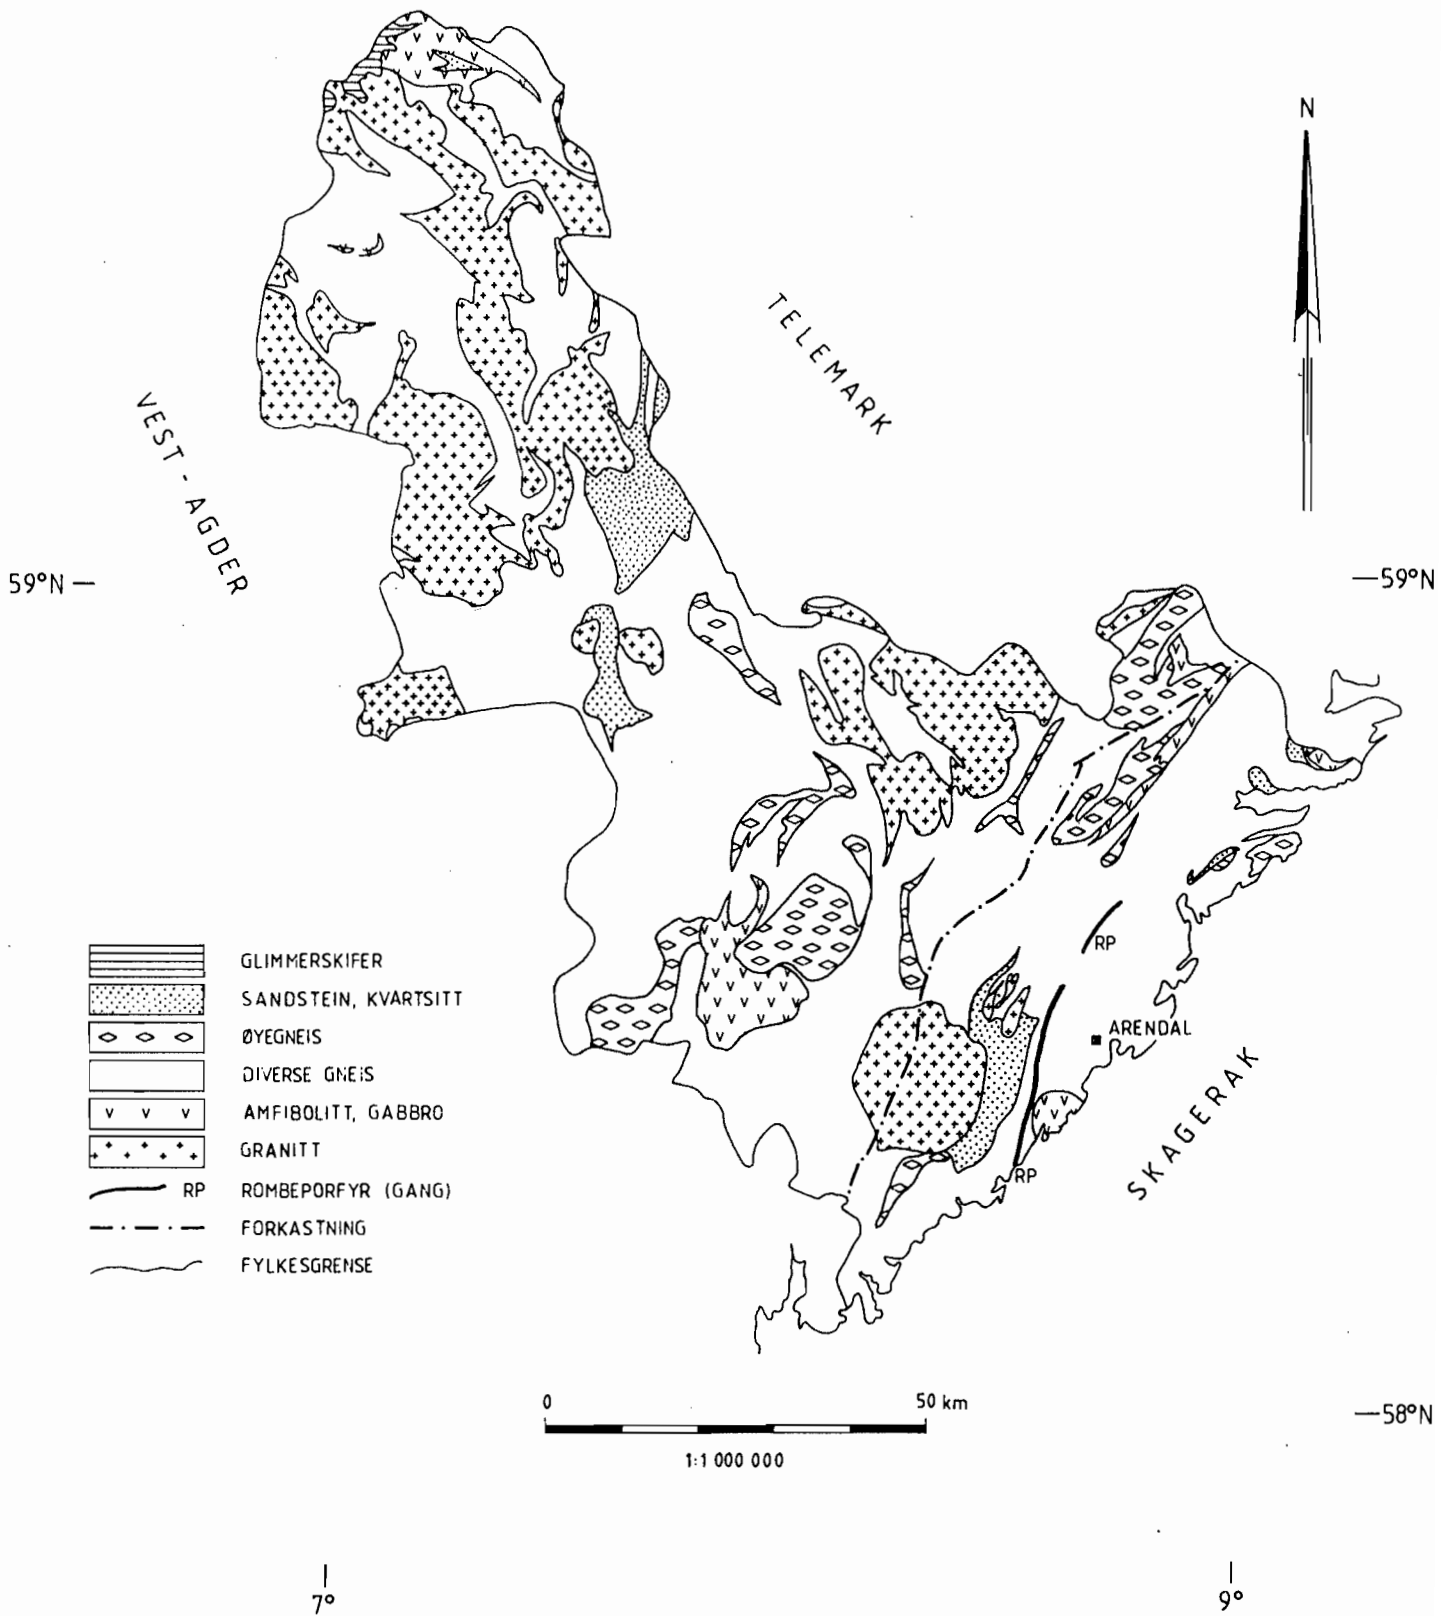 N
TELEMARK
VEST-AGDER
59°N
59°N
RP
ARENDAL
SKAGERAK
RP
GLIMMERSKIFER
SANDSTEIN, KVARTSITT
ØYEGNEIS
DIVERSE GNEIS
AMFIBOLITT, GABBRO
GRANITT
RP ROMBEPORFYR (GANG)
FORKASTNING
FYLKESGRENSE
0 50 km
1:1 000 000
58°N
7° 9°